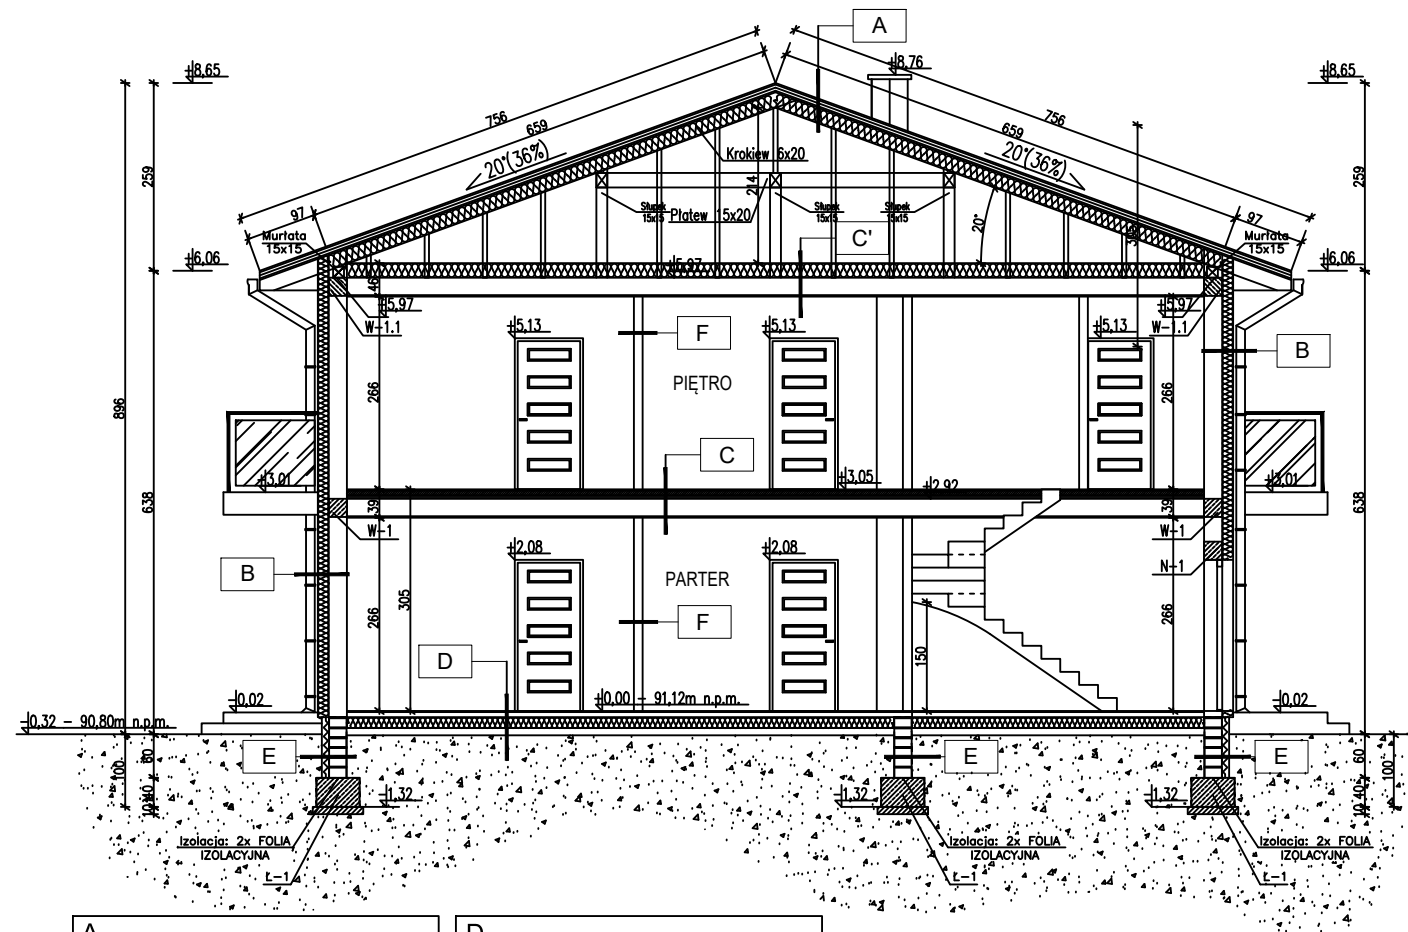 A
+8,65
+8,76
+8,65
756
659
756
659
20°(36%)
20°(36%)
Krokiew 6x20
259
259
214
97
97
Murłata
15x15
Słupek
15x15
Płatew 15x20
Słupek
15x15
Słupek
15x15
20°
305
Murłata
15x15
C'
+6,06
+6,06
+5,97
46
+5,97
+5,97
W-1.1
W-1.1
+5,13
+5,13
+5,13
F
B
PIĘTRO
896
266
266
C
+3,01
+3,05
+2,92
+3,01
638
638
39
39
W-1
W-1
+2,08
+2,08
N-1
B
PARTER
305
266
266
F
150
D
+0,02
+0,00 - 91,12m n.p.m.
+0,02
-0,32 - 90,80m n.p.m.
E
E
E
100
60
60
100
40
10
40
10
-1,32
-1,32
-1,32
Izolacja: 2x FOLIA
IZOLACYJNA
Izolacja: 2x FOLIA
IZOLACYJNA
Izolacja: 2x FOLIA
IZOLACYJNA
Ł-1
Ł-1
Ł-1
A
D